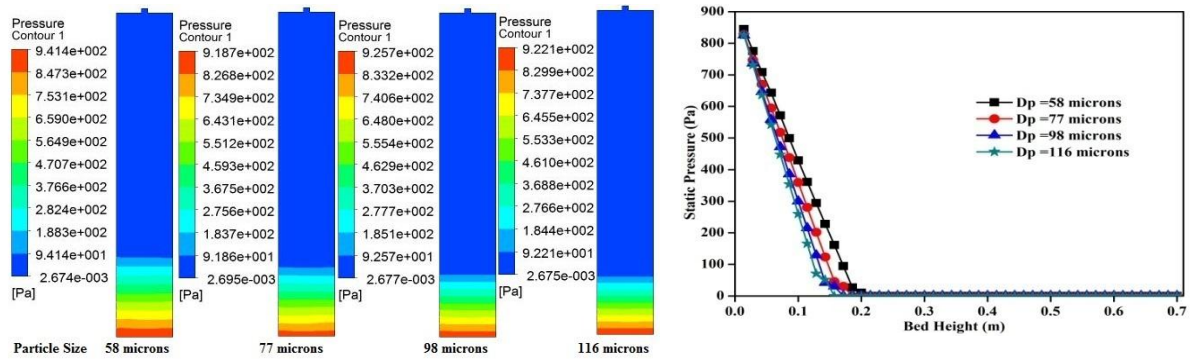 Pressure
Contour 1
9.414e+002
8.473e+002
7.531e+002
6.590e+002
5.649e+002
4.707e+002
3.766e+002
2.824e+002
1.883e+002
9.414e+001
2.674e-003
[Pa]
Pressure
Contour 1
9.187e+002
8.268e+002
7.349e+002
6.431e+002
5.512e+002
4.593e+002
3.675e+002
2.756e+002
1.837e+002
9.186e+001
2.695e-003
[Pa]
Pressure
Contour 1
9.257e+002
8.332e+002
7.406e+002
6.480e+002
5.554e+002
4.629e+002
3.703e+002
2.777e+002
1.851e+002
9.257e+001
2.677e-003
[Pa]
Pressure
Contour 1
9.221e+002
8.299e+002
7.377e+002
6.455e+002
5.533e+002
4.610e+002
3.688e+002
2.766e+002
1.844e+002
9.221e+001
2.675e-003
[Pa]
Particle Size 58 microns 77 microns 98 microns 116 microns
Static Pressure (Pa)
900
800
700
600
500
400
300
200
100
0
Dp =58 microns
Dp =77 microns
Dp =98 microns
Dp =116 microns
0.0 0.1 0.2 0.3 0.4 0.5 0.6 0.7
Bed Height (m)